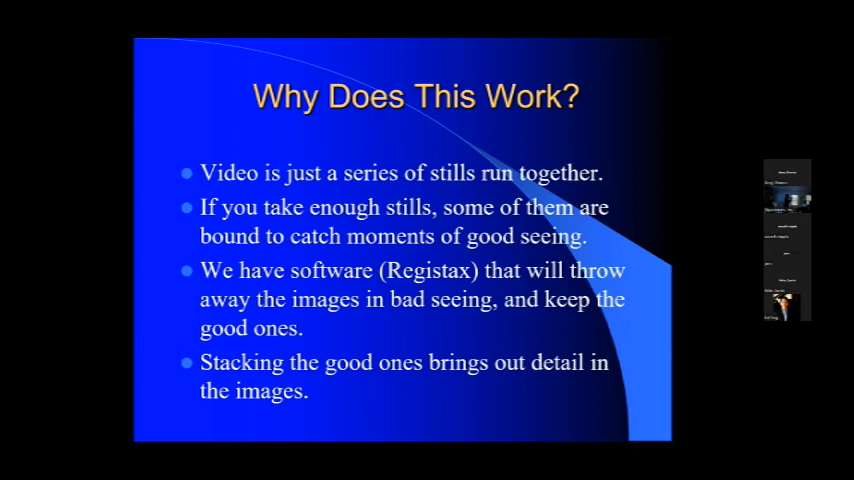 Why Does This Work?
Video is just a series of stills run together.
If you take enough stills, some of them are
bound to catch moments of good seeing.
We have software (Registax) that will throw
away the images in bad seeing, and keep the
good ones.
Stacking the good ones brings out detail in
the images.